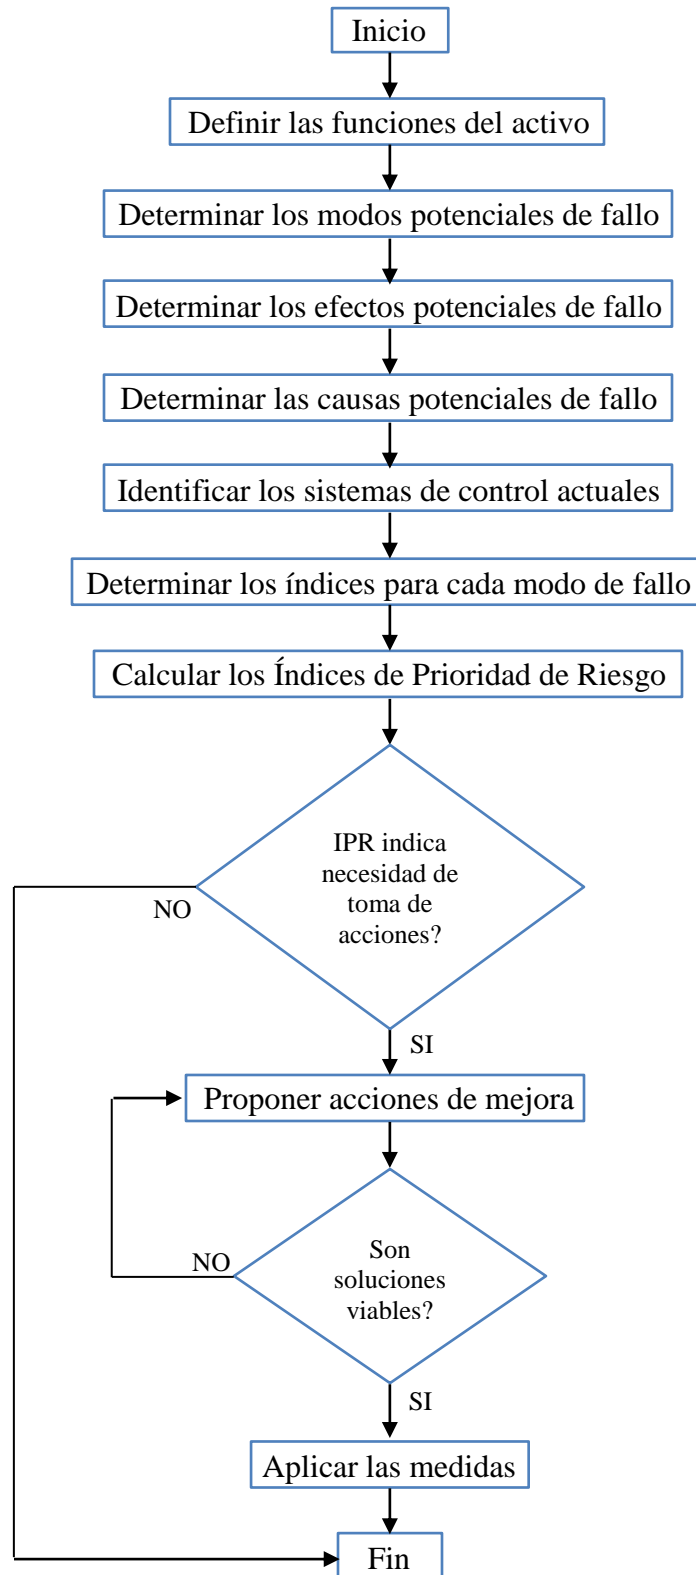 Inicio
Definir las funciones del activo
Determinar los modos potenciales de fallo
Determinar los efectos potenciales de fallo
Determinar las causas potenciales de fallo
Identificar los sistemas de control actuales
Determinar los índices para cada modo de fallo
Calcular los Índices de Prioridad de Riesgo
IPR indica
necesidad de
toma de
acciones?
NO
SI
Proponer acciones de mejora
Son
soluciones
viables?
NO
SI
Aplicar las medidas
Fin